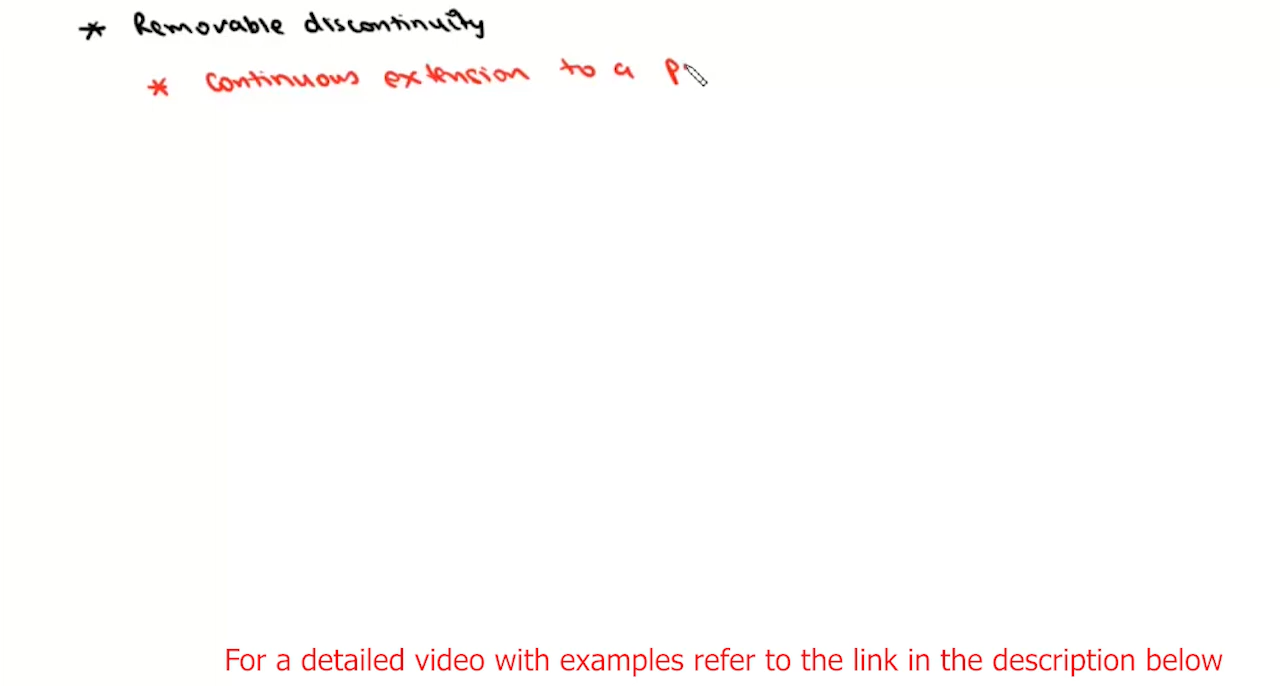 * Removable discontinuity
* Continuous extension to a P
For a detailed video with examples refer to the link in the description below